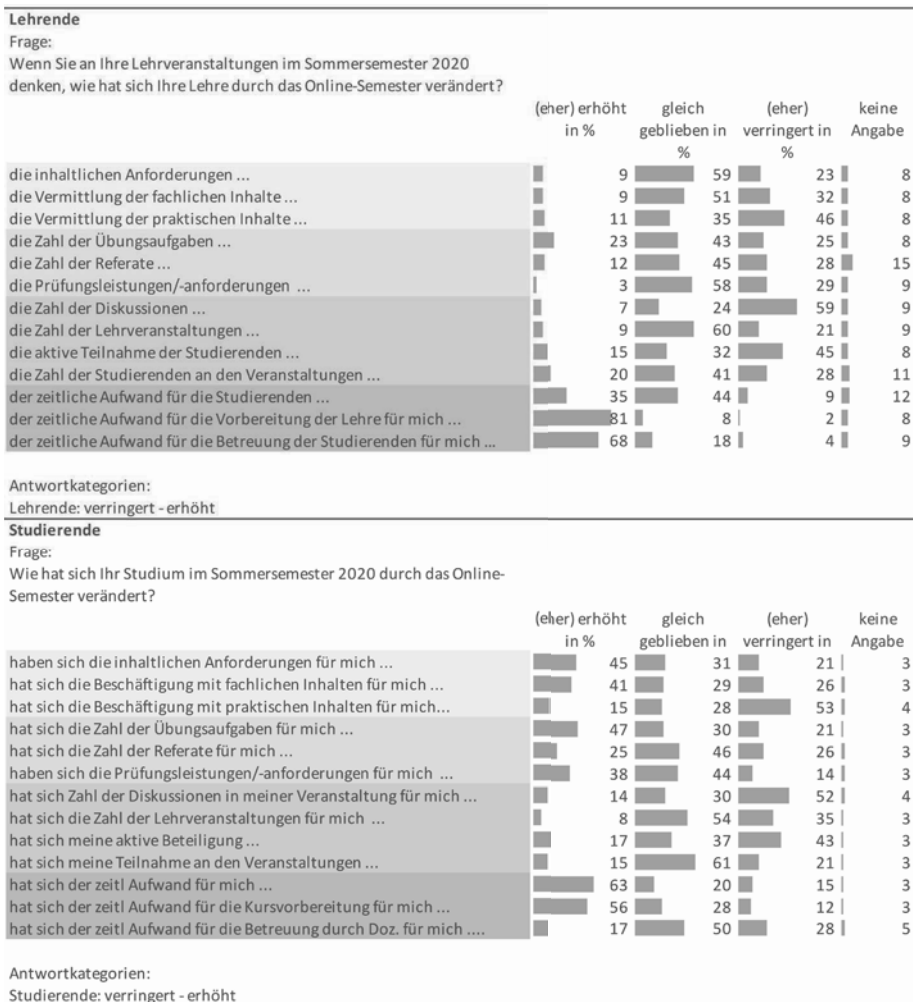 Lehrende
Frage:
Wenn Sie an Ihre Lehrveranstaltungen im Sommersemester 2020
denken, wie hat sich Ihre Lehre durch das Online-Semester verändert?
(eher) erhöht gleich (eher) keine
in % geblieben in verringert in Angabe
% %
die inhaltlichen Anforderungen ... 9 59 23 8
die Vermittlung der fachlichen Inhalte ... 9 51 32 8
die Vermittlung der praktischen Inhalte ... 11 35 46 8
die Zahl der Übungsaufgaben ... 23 43 25 8
die Zahl der Referate ... 12 45 28 15
die Prüfungsleistungen/-anforderungen ... 3 58 29 9
die Zahl der Diskussionen ... 7 24 59 9
die Zahl der Lehrveranstaltungen ... 9 60 21 9
die aktive Teilnahme der Studierenden ... 15 32 45 8
die Zahl der Studierenden an den Veranstaltungen ... 20 41 28 11
der zeitliche Aufwand für die Studierenden ... 35 44 9 12
der zeitliche Aufwand für die Vorbereitung der Lehre für mich ... 81 8 2 8
der zeitliche Aufwand für die Betreuung der Studierenden für mich ... 68 18 4 9
Antwortkategorien:
Lehrende: verringert - erhöht
Studierende
Frage:
Wie hat sich Ihr Studium im Sommersemester 2020 durch das Online-
Semester verändert?
(eher) erhöht gleich (eher) keine
in % geblieben in verringert in Angabe
haben sich die inhaltlichen Anforderungen für mich ... 45 31 21 3
hat sich die Beschäftigung mit fachlichen Inhalten für mich ... 41 29 26 3
hat sich die Beschäftigung mit praktischen Inhalten für mich... 15 28 53 4
hat sich die Zahl der Übungsaufgaben für mich ... 47 30 21 3
hat sich die Zahl der Referate für mich ... 25 46 26 3
haben sich die Prüfungsleistungen/-anforderungen für mich ... 38 44 14 3
hat sich Zahl der Diskussionen in meiner Veranstaltung für mich ... 14 30 52 4
hat sich die Zahl der Lehrveranstaltungen für mich ... 8 54 35 3
hat sich meine aktive Beteiligung ... 17 37 43 3
hat sich meine Teilnahme an den Veranstaltungen ... 15 61 21 3
hat sich der zeitl Aufwand für mich ... 63 20 15 3
hat sich der zeitl Aufwand für die Kursvorbereitung für mich ... 56 28 12 3
hat sich der zeitl Aufwand für die Betreuung durch Doz. für mich .... 17 50 28 5
Antwortkategorien:
Studierende: verringert - erhöht